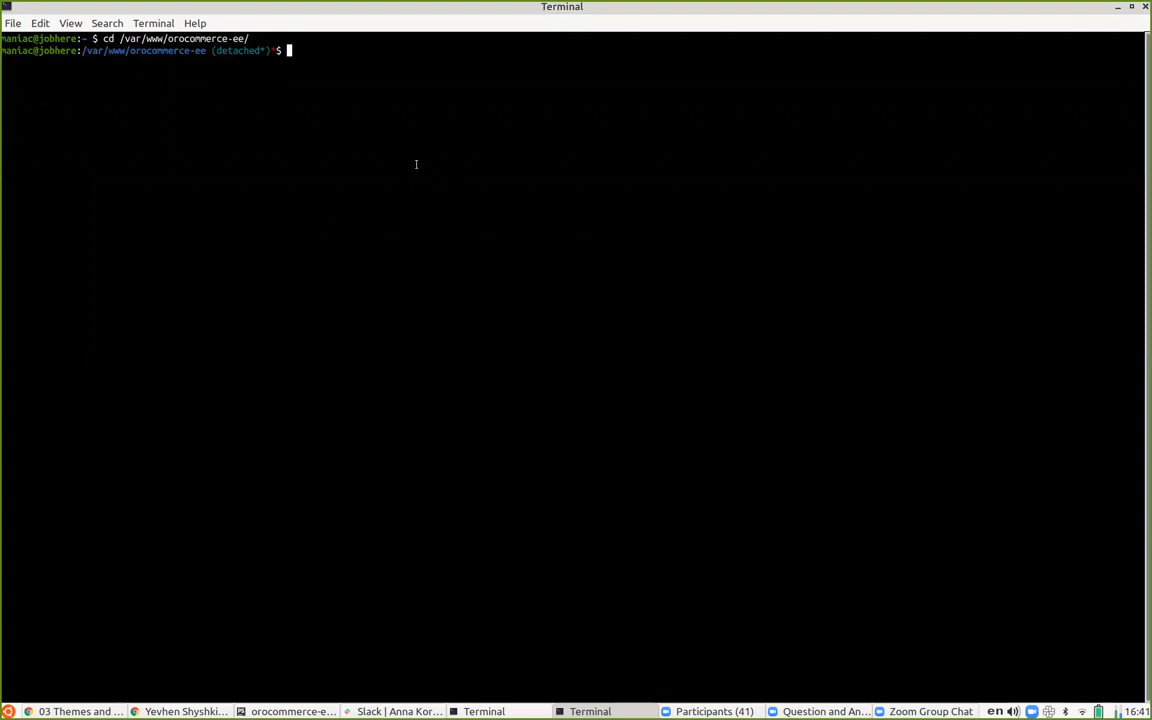 Terminal
File Edit View Search Terminal Help
maniac@jobhere:~ $ cd /var/www/orocommerce-ee/
maniac@jobhere:/var/www/orocommerce-ee (detached*)*$
03 Themes and ... Yevhen Shyshki... orocommerce-e... Slack | Anna Kor... Terminal Terminal Participants (41) Question and An... Zoom Group Chat en 16:41